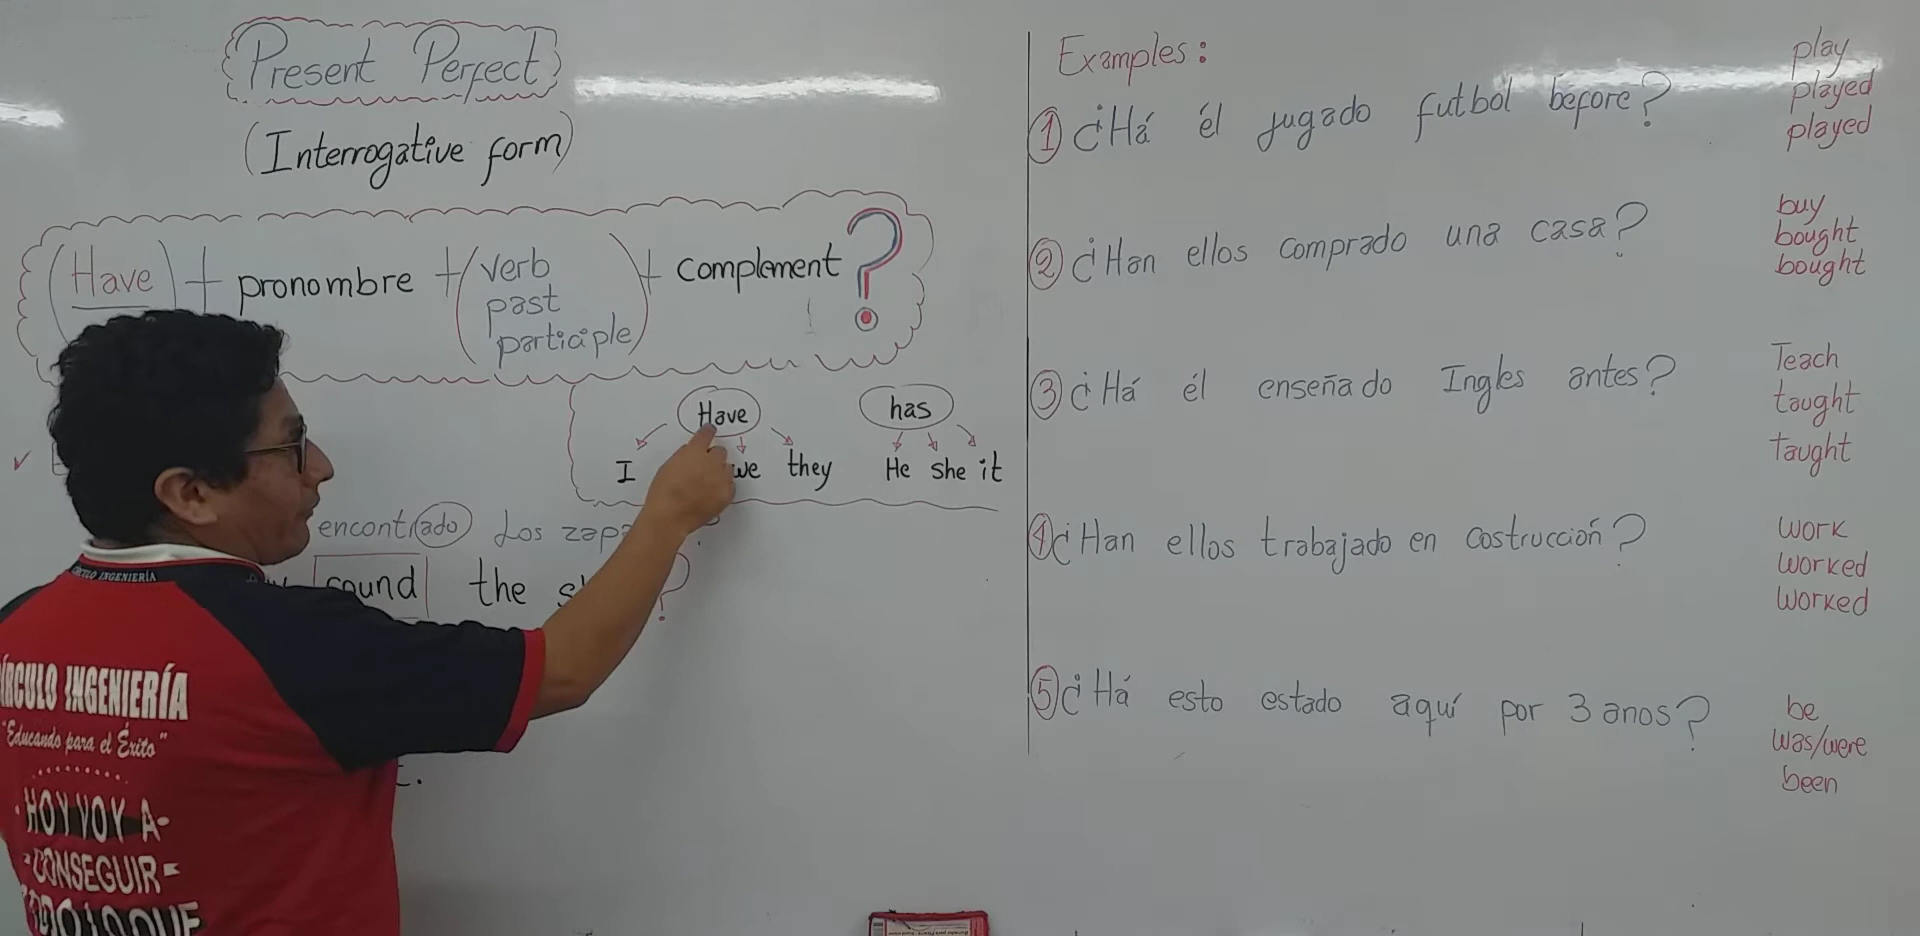 Present Perfect
(Interrogative form)
(Have) + pronombre + (verb past participle) + complement ?
Have
has
I we they
He she it
encontrado los
found the ?
Examples:
① ¿Há él jugado futbol before?
play
played
played
② ¿Han ellos comprado una casa?
buy
bought
bought
③ ¿Há él enseñado Ingles antes?
Teach
taught
taught
④ ¿Han ellos trabajado en costrucción?
work
worked
worked
⑤ ¿Há esto estado aquí por 3 anos?
be
was/were
been
CÍRCULO INGENIERÍA
"Educando para el Éxito"
HOY VOY A
CONSEGUIR
TODO LO QUE